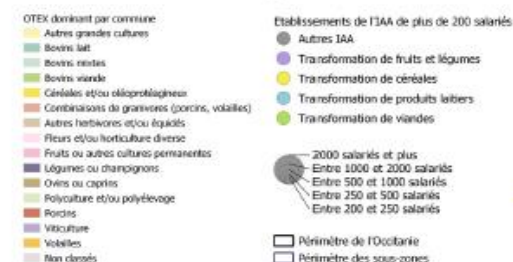 OTEX dominant par commune
Autres grandes cultures
Bovins lait
Bovins mixtes
Bovins viande
Céréales et/ou oléoprotéagineux
Combinaisons de granivores (porcins, volailles)
Autres herbivores et/ou équidés
Fleurs et/ou horticulture diverse
Fruits ou autres cultures permanentes
Légumes ou champignons
Ovins ou caprins
Polyculture et/ou polyélevage
Porcins
Viticulture
Volailles
Non classés
Etablissements de l'IAA de plus de 200 salariés
Autres IAA
Transformation de fruits et légumes
Transformation de céréales
Transformation de produits laitiers
Transformation de viandes
2000 salariés et plus
Entre 1000 et 2000 salariés
Entre 500 et 1000 salariés
Entre 250 et 500 salariés
Entre 200 et 250 salariés
Périmètre de l'Occitanie
Périmètre des sous-zones